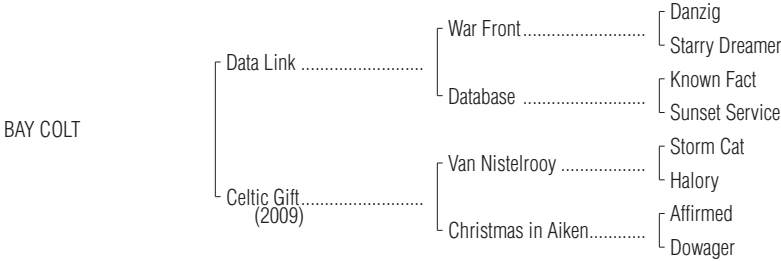 Danzig
War Front..........................
Starry Dreamer
Data Link ..........................
Known Fact
Database ..........................
Sunset Service
BAY COLT
Storm Cat
Van Nistelrooy ..................
Halory
Celtic Gift..........................
(2009)
Affirmed
Christmas in Aiken............
Dowager